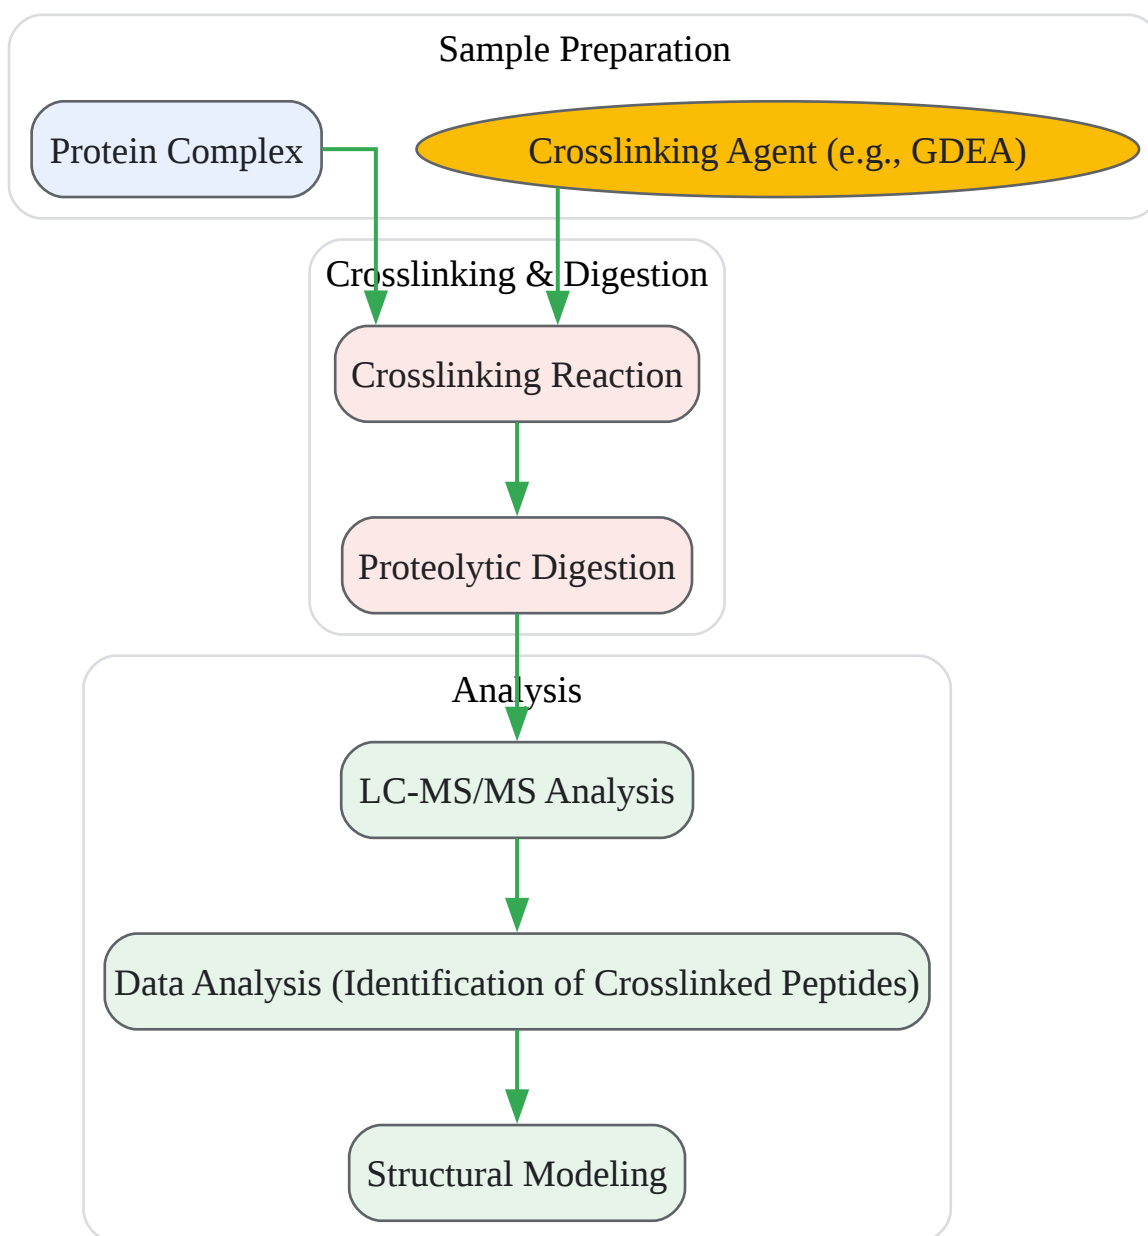 Sample Preparation
Protein Complex
Crosslinking Agent (e.g., GDEA)
Crosslinking & Digestion
Crosslinking Reaction
Proteolytic Digestion
Analysis
LC-MS/MS Analysis
Data Analysis (Identification of Crosslinked Peptides)
Structural Modeling